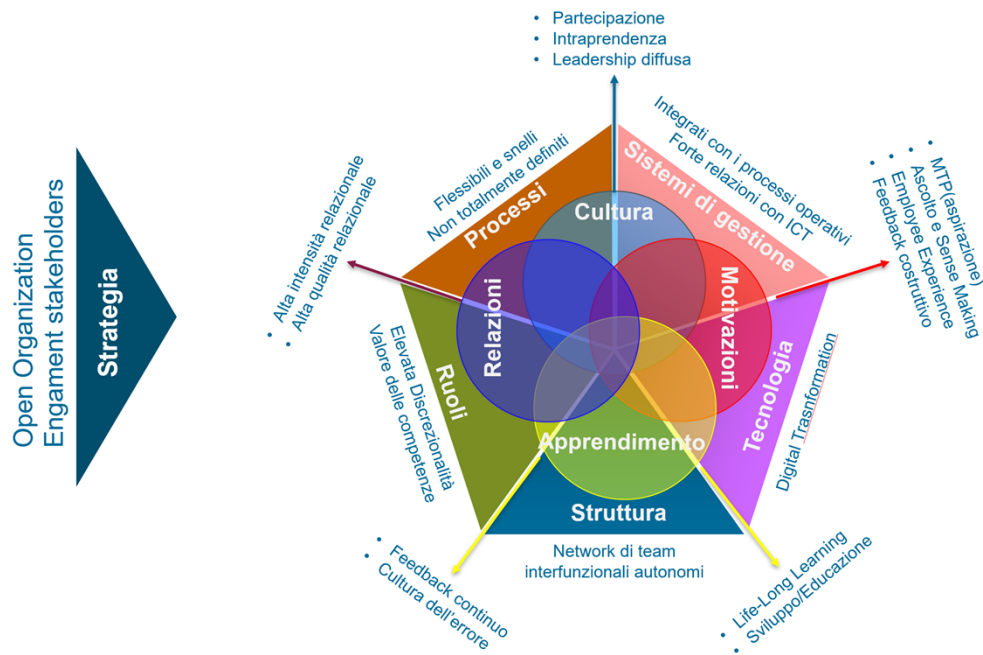 Open Organization
Engament stakeholders
Strategia
• Partecipazione
• Intraprendenza
• Leadership diffusa
Flessibili e snelli
Non totalmente definiti
Processi
Integrati con i processi operativi
Forte relazioni con ICT
Sistemi di gestione
• Alta intensità relazionale
• Alta qualità relazionale
• MTP(aspirazione)
• Ascolto e Sense Making
• Employee Experience
• Feedback costruttivo
Cultura
Relazioni
Motivazioni
Apprendimento
Ruoli
Elevata Discrezionalità
Valore delle competenze
Tecnologia
Digital Trasnformation
Struttura
Network di team
interfunzionali autonomi
• Feedback continuo
• Cultura dell'errore
• Life-Long Learning
• Sviluppo/Educazione